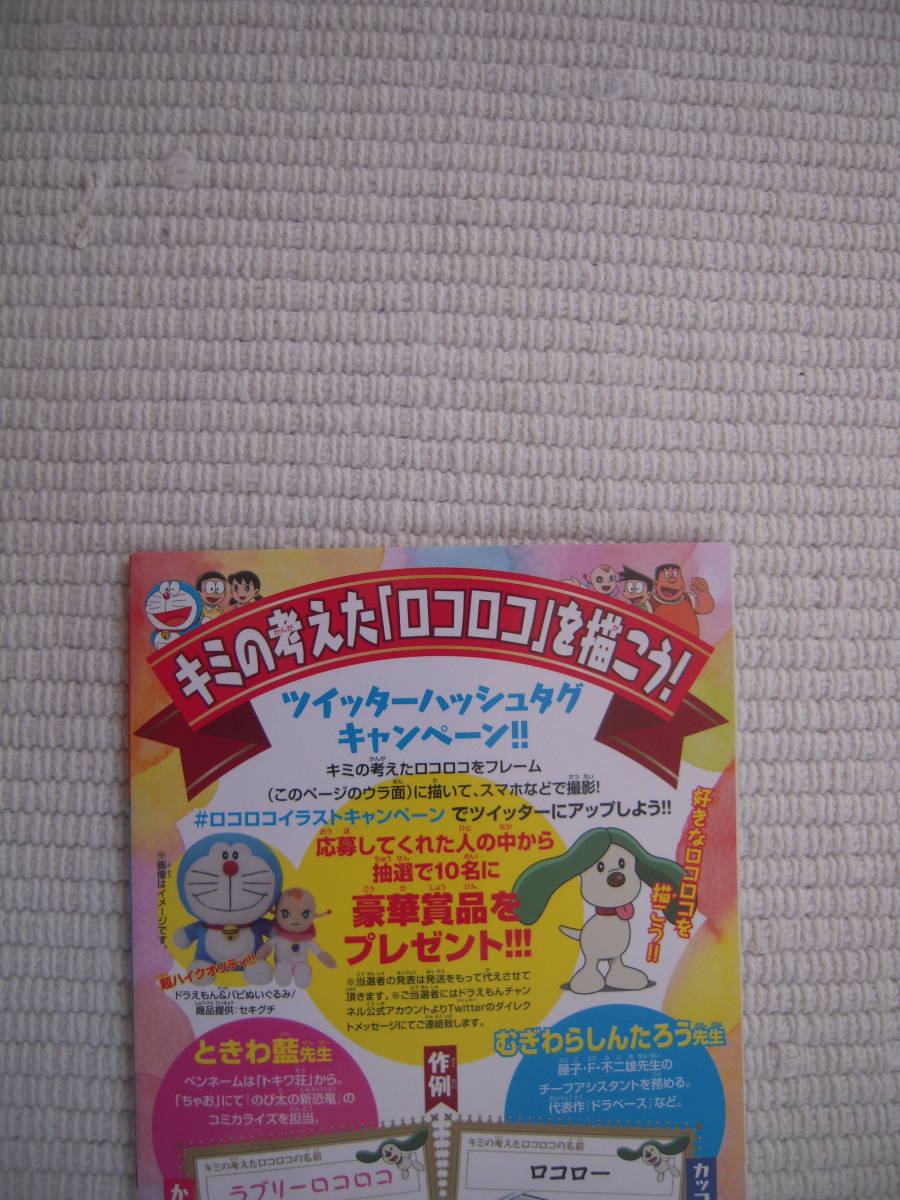 キミの考えた「ロコロコ」を描こう!
ツイッターハッシュタグ
キャンペーン!!
キミの考えたロコロコをフレーム
(このページのウラ面)に描いて、スマホなどで撮影!
#ロコロコイラストキャンペーン でツイッターにアップしよう!!
応募してくれた人の中から
抽選で10名に
豪華賞品を
プレゼント!!!
※画像はイメージです。
好きなロコロコを
描こう!!
超ハイクオリティ!!
ドラえもん&パピぬいぐるみ/
商品提供:セキグチ
※当選者の発表は発送をもって代えさせて
頂きます。※ご当選者にはドラえもんチャン
ネル公式アカウントよりTwitterのダイレク
トメッセージにてご連絡致します。
ときわ藍先生
ペンネームは「トキワ荘」から。
「ちゃお」にて『のび太の新恐竜』の
コミカライズを担当。
作例
むぎわらしんたろう先生
藤子・F・不二雄先生の
チーフアシスタントを務める。
代表作『ドラベース』など。
キミの考えたロコロコの名前
ラブリーロコロコ
キミの考えたロコロコの名前
ロコロー
か
カッ